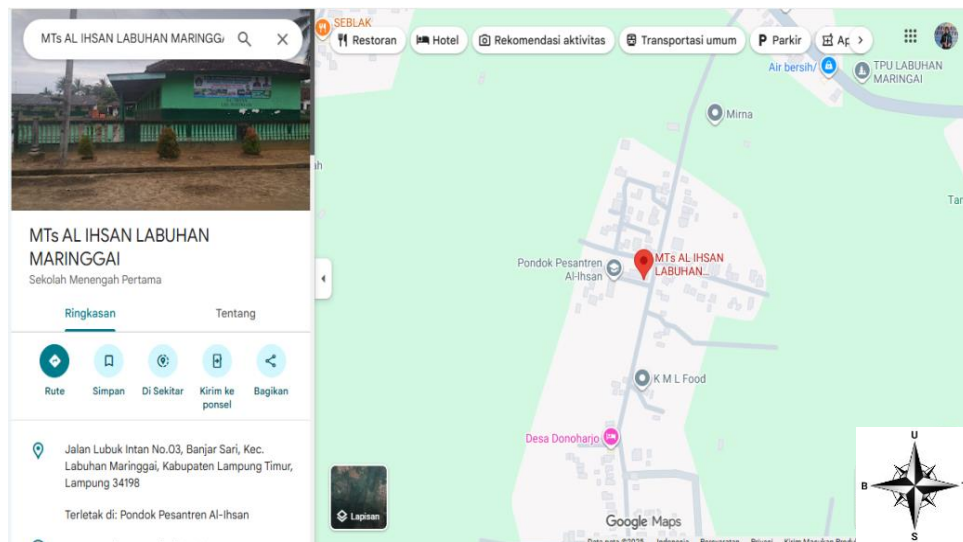 MTs AL IHSAN LABUHAN MARINGGA
MTs AL IHSAN LABUHAN
MARINGGAI
Sekolah Menengah Pertama
Ringkasan
Tentang
Rute
Simpan
Di Sekitar
Kirim ke
ponsel
Bagikan
Jalan Lubuk Intan No.03, Banjar Sari, Kec.
Labuhan Maringgai, Kabupaten Lampung Timur,
Lampung 34198
Terletak di: Pondok Pesantren Al-Ihsan
SEBLAK
Restoran
Hotel
Rekomendasi aktivitas
Transportasi umum
P Parkir
Air bersih/
TPU LABUHAN
MARINGAI
Mirna
Pondok Pesantren
Al-Ihsan
MTs AL IHSAN
LABUHAN...
K M L Food
Desa Donoharjo
Lapisan
Google Maps
U
B
S